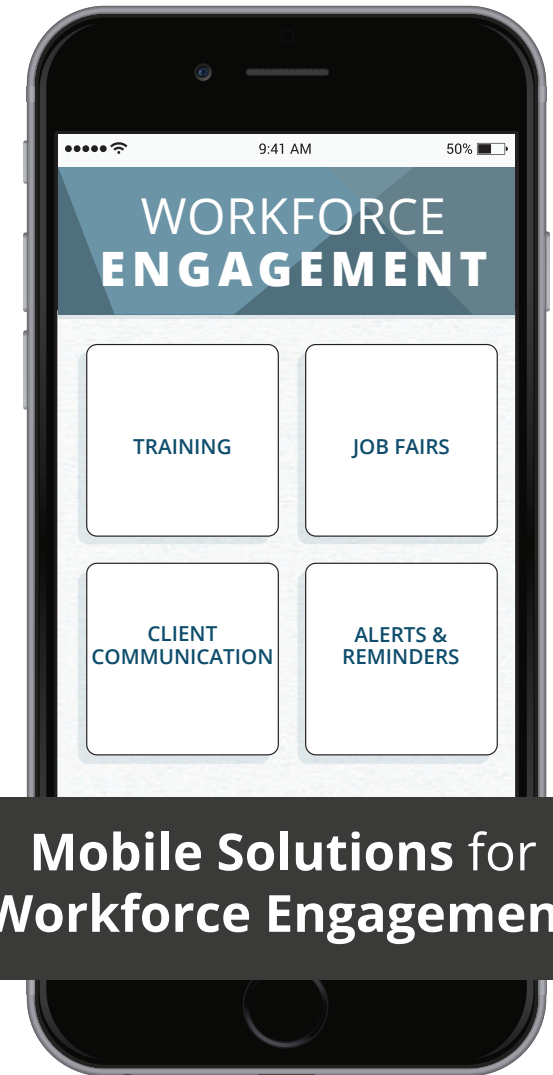 9:41 AM 50%
WORKFORCE
ENGAGEMENT
TRAINING
JOB FAIRS
CLIENT
COMMUNICATION
ALERTS &
REMINDERS
Mobile Solutions for
Workforce Engagemen